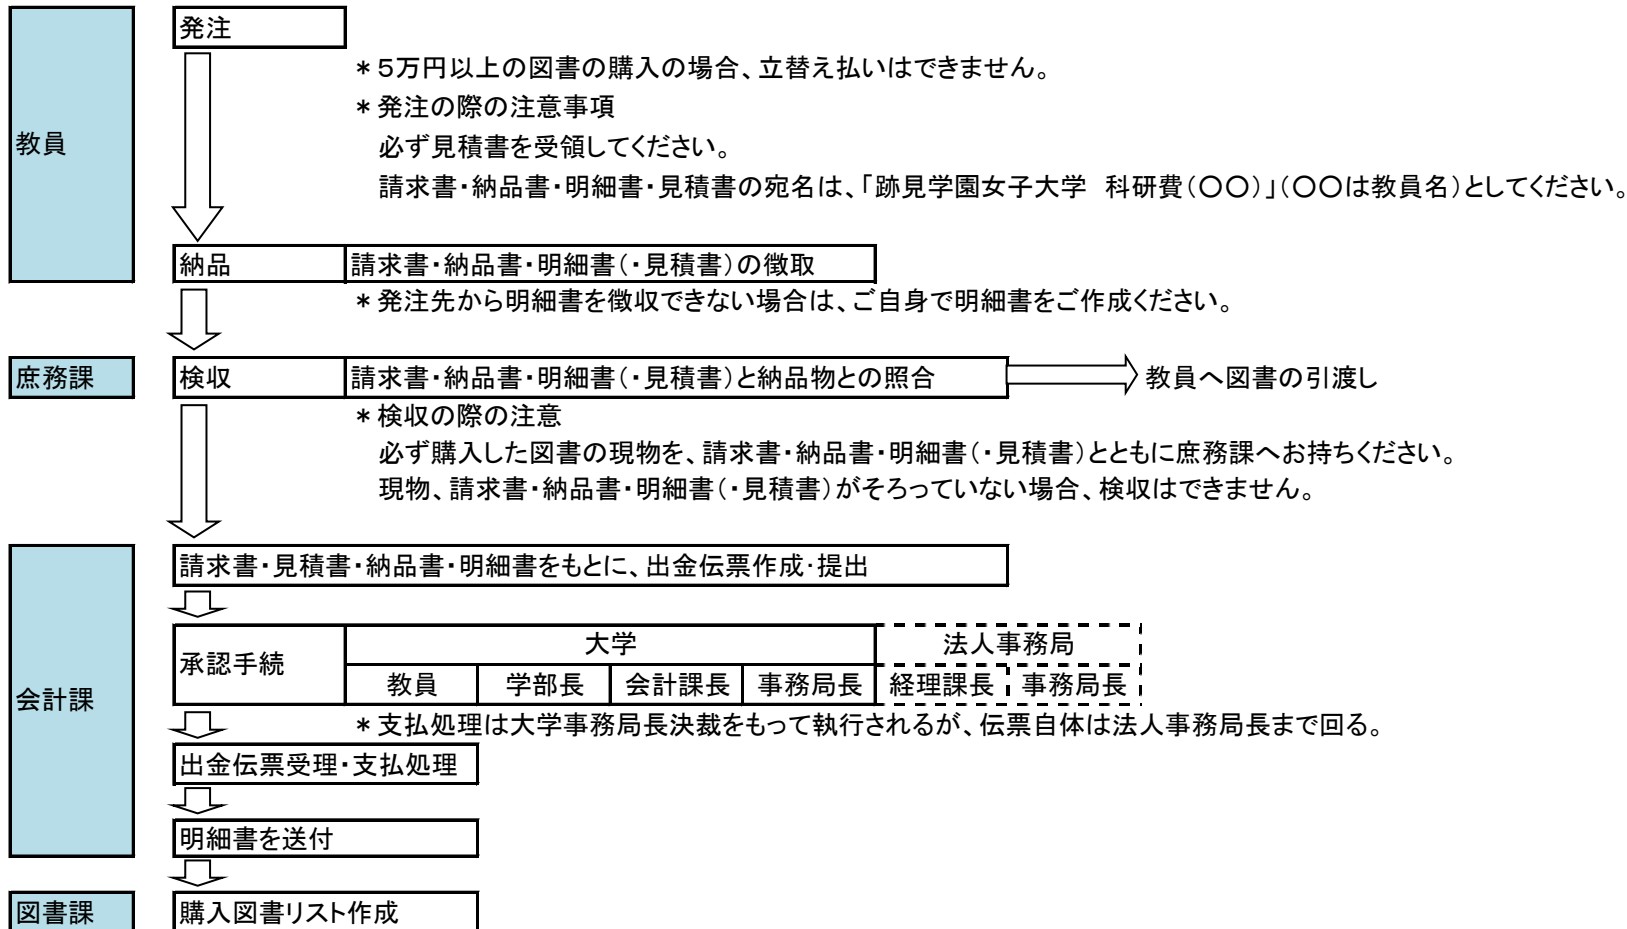 教員
発注
＊５万円以上の図書の購入の場合、立替え払いはできません。
＊発注の際の注意事項
必ず見積書を受領してください。
請求書・納品書・明細書・見積書の宛名は、「跡見学園女子大学　科研費（〇〇）」（〇〇は教員名）としてください。
納品　請求書・納品書・明細書（・見積書）の徴取
＊発注先から明細書を徴収できない場合は、ご自身で明細書をご作成ください。
庶務課
検収　請求書・納品書・明細書（・見積書）と納品物との照合　教員へ図書の引渡し
＊検収の際の注意
必ず購入した図書の現物を、請求書・納品書・明細書（・見積書）とともに庶務課へお持ちください。
現物、請求書・納品書・明細書（・見積書）がそろっていない場合、検収はできません。
会計課
請求書・見積書・納品書・明細書をもとに、出金伝票作成・提出
承認手続
大学　法人事務局
教員　学部長　会計課長　事務局長　経理課長　事務局長
＊支払処理は大学事務局長決裁をもって執行されるが、伝票自体は法人事務局長まで回る。
出金伝票受理・支払処理
明細書を送付
図書課
購入図書リスト作成